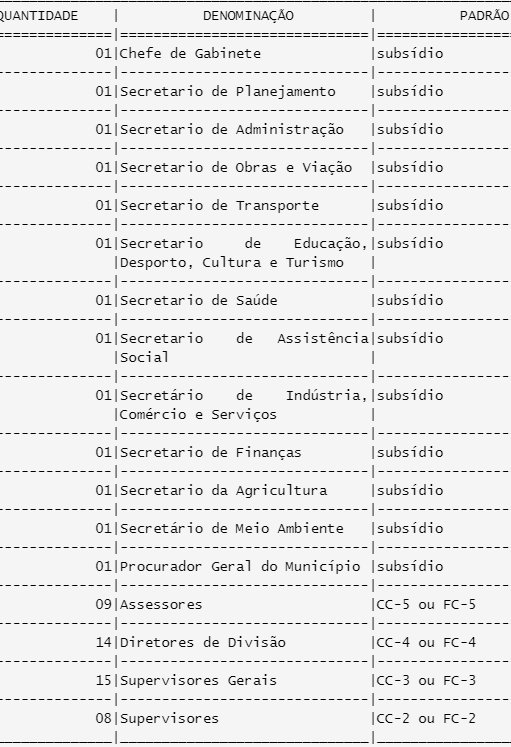 QUANTIDADE | DENOMINAÇÃO | PADRÃO
01|Chefe de Gabinete |subsídio
01|Secretario de Planejamento |subsídio
01|Secretario de Administração |subsídio
01|Secretario de Obras e Viação |subsídio
01|Secretario de Transporte |subsídio
01|Secretario de Educação,|subsídio
|Desporto, Cultura e Turismo |
01|Secretario de Saúde |subsídio
01|Secretario de Assistência|subsídio
|Social |
01|Secretário de Indústria,|subsídio
|Comércio e Serviços |
01|Secretario de Finanças |subsídio
01|Secretario da Agricultura |subsídio
01|Secretário de Meio Ambiente |subsídio
01|Procurador Geral do Município |subsídio
09|Assessores |CC-5 ou FC-5
14|Diretores de Divisão |CC-4 ou FC-4
15|Supervisores Gerais |CC-3 ou FC-3
08|Supervisores |CC-2 ou FC-2